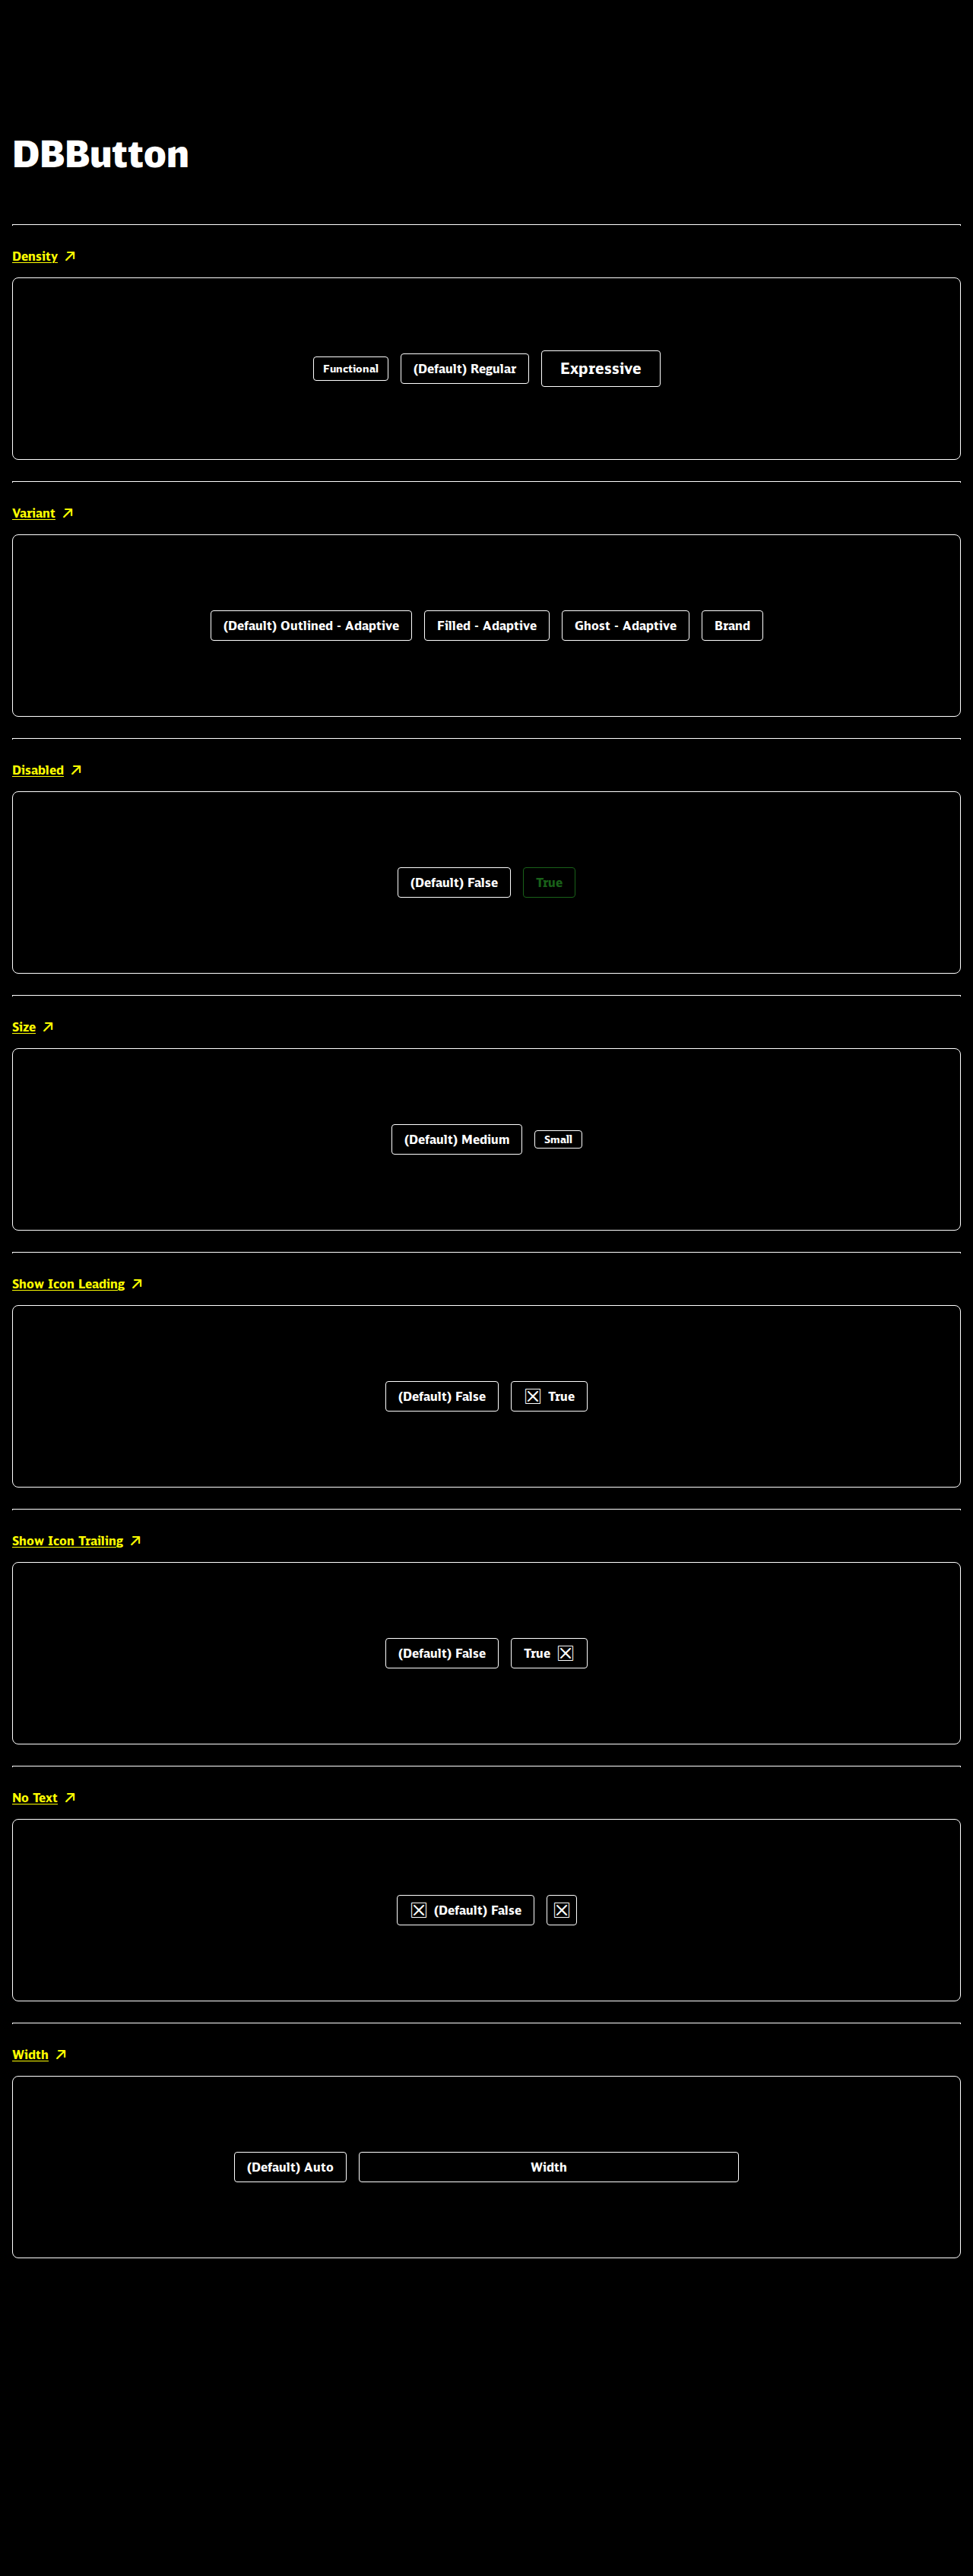 DBButton
Density
Functional (Default) Regular Expressive
Variant
(Default) Outlined - Adaptive Filled - Adaptive Ghost - Adaptive Brand
Disabled
(Default) False True
Size
(Default) Medium Small
Show Icon Leading
(Default) False True
Show Icon Trailing
(Default) False True
No Text
(Default) False
Width
(Default) Auto Width